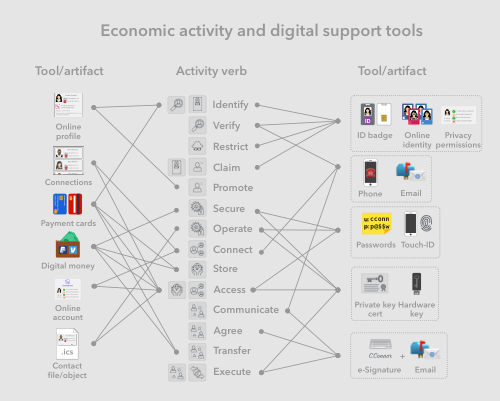 Economic activity and digital support tools
Tool/artifact
Activity verb
Tool/artifact
Online
profile
Connections
Payment cards
Digital money
Online
account
.ics
Contact
file/object
Identify
Verify
Restrict
Claim
Promote
Secure
Operate
Connect
Store
Access
Communicate
Agree
Transfer
Execute
ID
ID badge
Online
identity
Privacy
permissions
Phone
Email
u: cconn
p: p@$$w
Passwords
Touch-ID
Private key
cert
Hardware
key
CConnor
e-Signature
+
Email